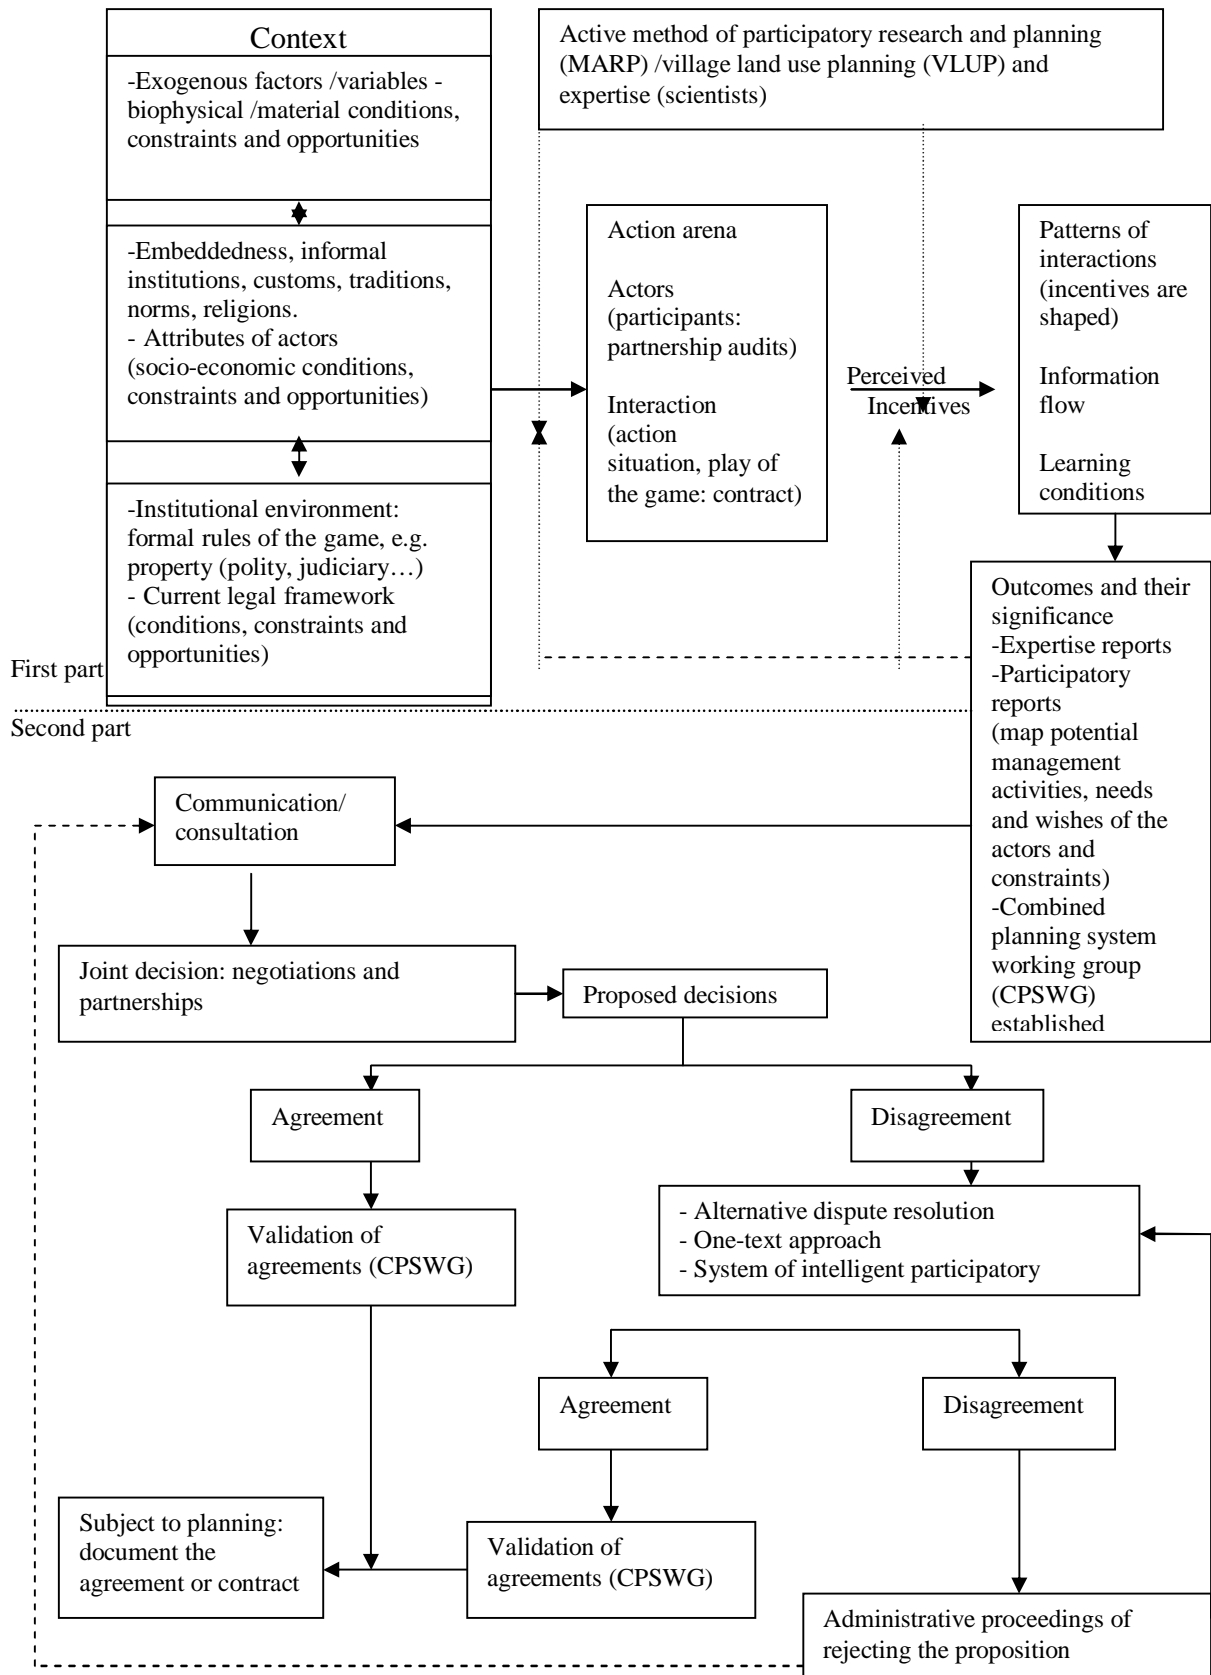 Context
-Exogenous factors /variables -
biophysical /material conditions,
constraints and opportunities
-Embeddedness, informal
institutions, customs, traditions,
norms, religions.
- Attributes of actors
(socio-economic conditions,
constraints and opportunities)
-Institutional environment:
formal rules of the game, e.g.
property (polity, judiciary…)
- Current legal framework
(conditions, constraints and
opportunities)
Active method of participatory research and planning
(MARP) /village land use planning (VLUP) and
expertise (scientists)
Action arena
Actors
(participants:
partnership audits)
Interaction
(action
situation, play of
the game: contract)
Perceived
Incentives
Patterns of
interactions
(incentives are
shaped)
Information
flow
Learning
conditions
Outcomes and their
significance
-Expertise reports
-Participatory
reports
(map potential
management
activities, needs
and wishes of the
actors and
constraints)
-Combined
planning system
working group
(CPSWG)
established
First part
Second part
Communication/
consultation
Joint decision: negotiations and
partnerships
Proposed decisions
Agreement
Disagreement
Validation of
agreements (CPSWG)
- Alternative dispute resolution
- One-text approach
- System of intelligent participatory
Agreement
Disagreement
Subject to planning:
document the
agreement or contract
Validation of
agreements (CPSWG)
Administrative proceedings of
rejecting the proposition